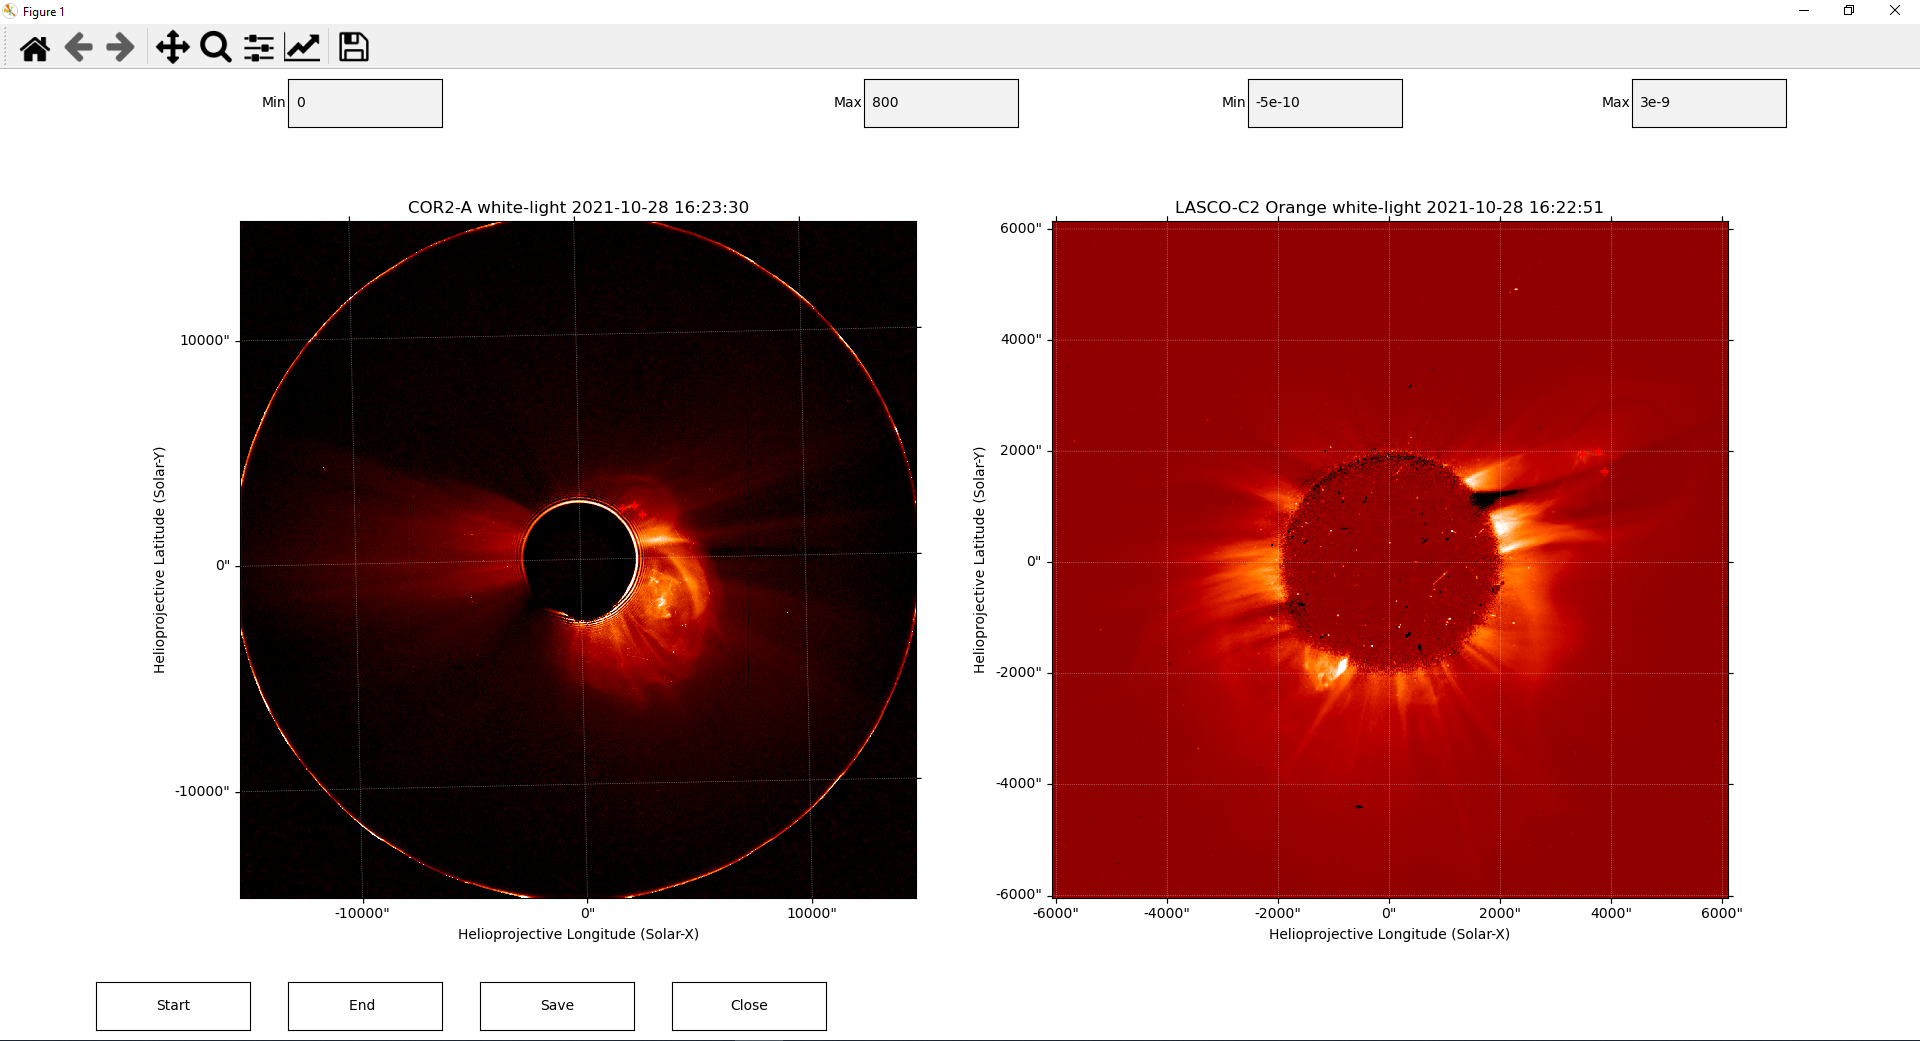 Figure 1
Min 0
Max 800
Min -5e-10
Max 3e-9
COR2-A white-light 2021-10-28 16:23:30
10000"
0"
-10000"
Helioprojective Latitude (Solar-Y)
-10000" 0" 10000"
Helioprojective Longitude (Solar-X)
LASCO-C2 Orange white-light 2021-10-28 16:22:51
6000"
4000"
2000"
0"
-2000"
-4000"
-6000"
Helioprojective Latitude (Solar-Y)
-6000" -4000" -2000" 0" 2000" 4000" 6000"
Helioprojective Longitude (Solar-X)
Start End Save Close